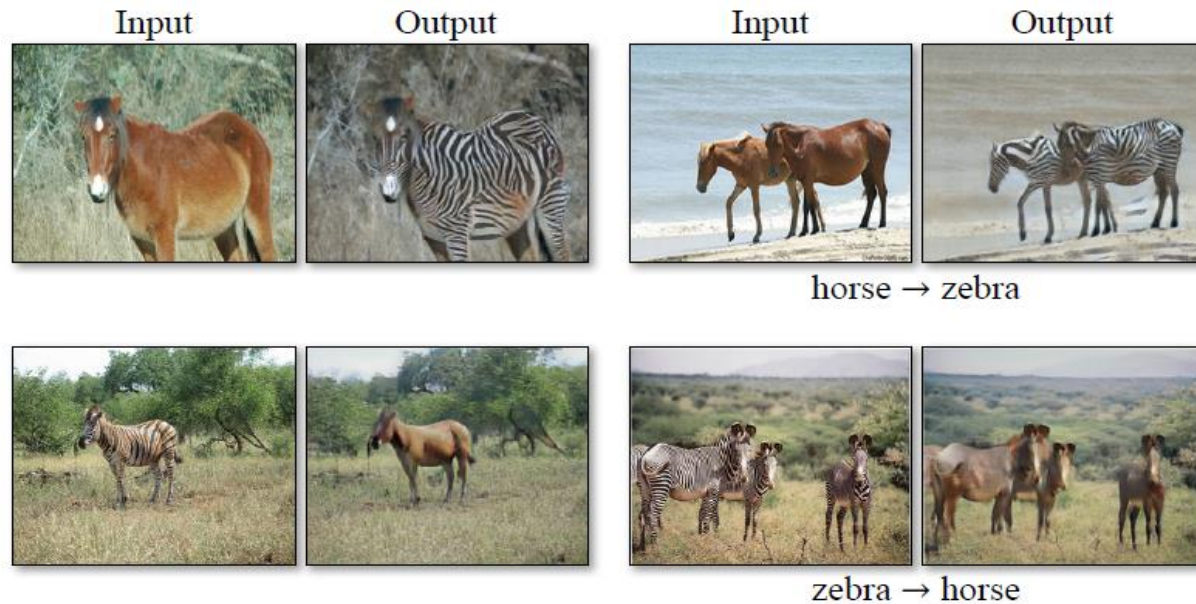 Input Output Input Output
horse → zebra
zebra → horse